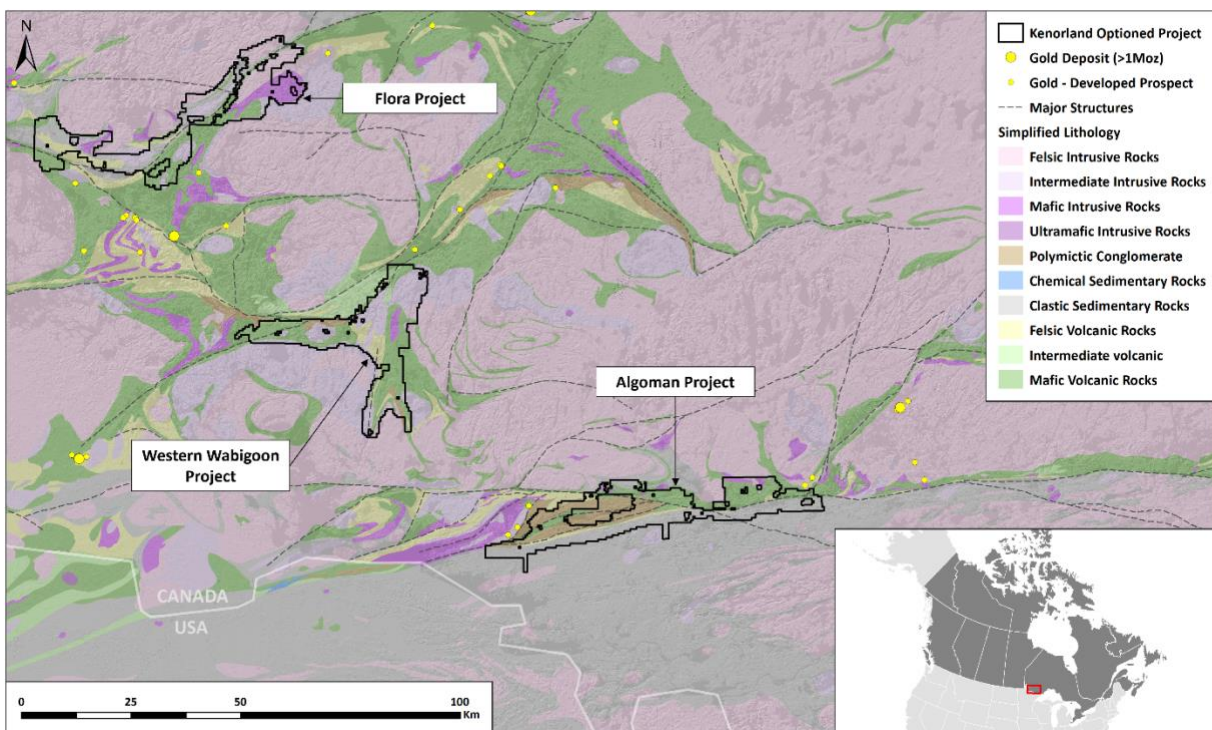 N
Flora Project
Western Wabigoon
Project
Algoman Project
CANADA
USA
0 25 50 100
Km
Kenorland Optioned Project
Gold Deposit (>1Moz)
Gold - Developed Prospect
Major Structures
Simplified Lithology
Felsic Intrusive Rocks
Intermediate Intrusive Rocks
Mafic Intrusive Rocks
Ultramafic Intrusive Rocks
Polymictic Conglomerate
Chemical Sedimentary Rocks
Clastic Sedimentary Rocks
Felsic Volcanic Rocks
Intermediate volcanic
Mafic Volcanic Rocks